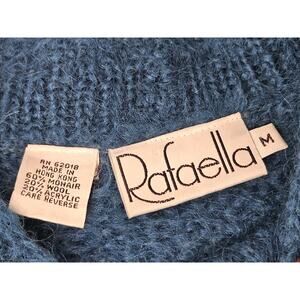 RN 62018
MADE IN
HONG KONG
60% MOHAIR
20% WOOL
20% ACRYLIC
CARE REVERSE
Rafaella
M